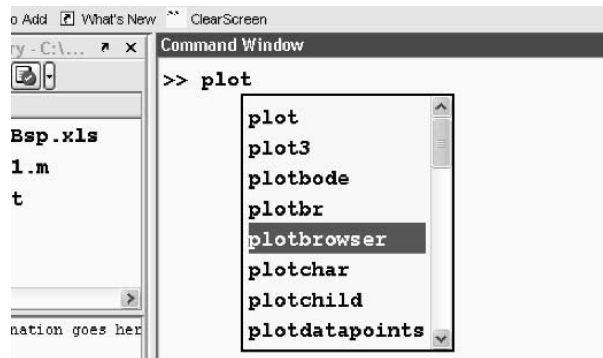 o Add What's New ClearScreen
ry - C:\...
Command Window
>> plot
Bsp.xls
1.m
t
plot
plot3
plotbode
plotbr
plotbrowser
plotchar
plotchild
plotdatapoints
nation goes her